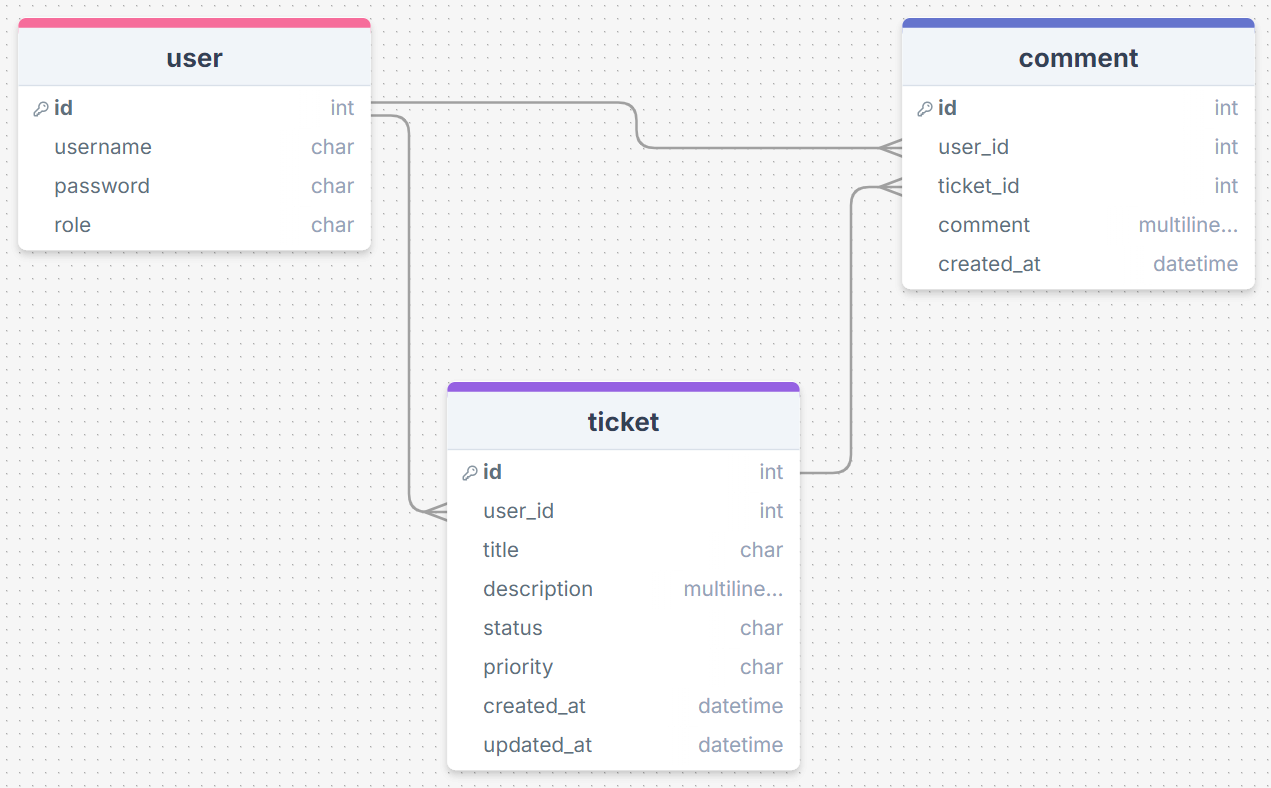 user
id int
username char
password char
role char
comment
id int
user_id int
ticket_id int
comment multiline...
created_at datetime
ticket
id int
user_id int
title char
description multiline...
status char
priority char
created_at datetime
updated_at datetime